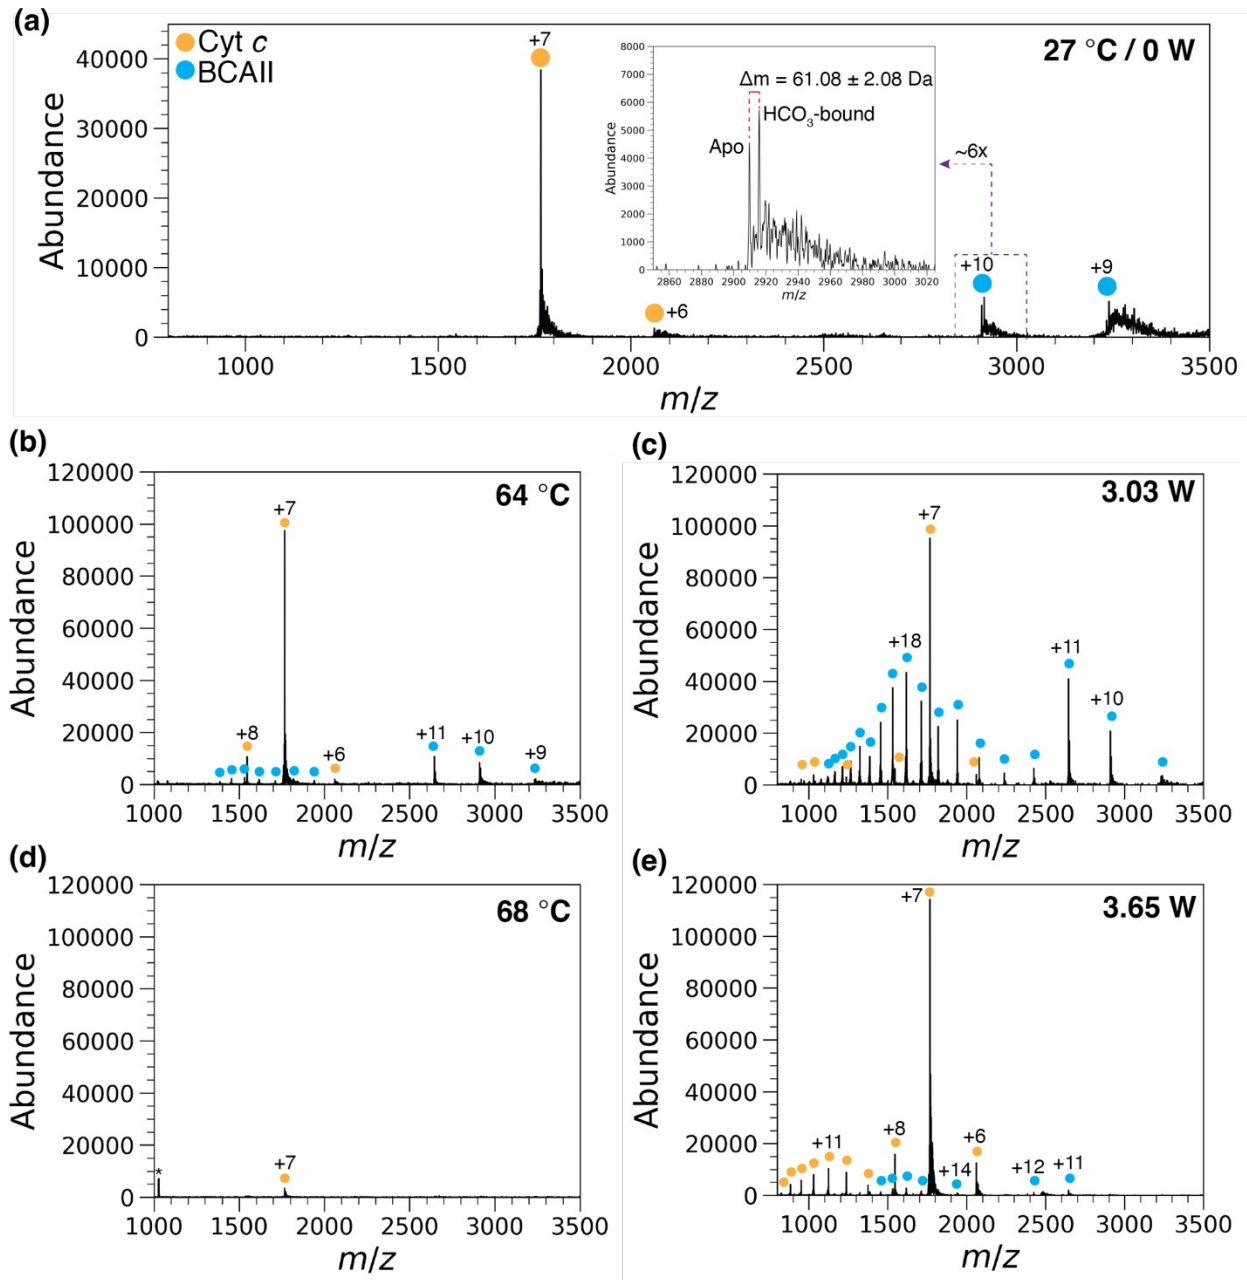 (a)
Cyt c
BCAII
+7
27 °C / 0 W
Δm = 61.08 ± 2.08 Da
HCO₃-bound
Apo
~6x
8000
7000
6000
5000
4000
3000
2000
1000
0
Abundance
2860 2880 2900 2920 2940 2960 2980 3000 3020
m/z
+6
+10
+9
40000
30000
20000
10000
0
Abundance
1000 1500 2000 2500 3000 3500
m/z
(b)
64 °C
120000
100000
80000
60000
40000
20000
0
Abundance
+7
+8
+6
+11
+10
+9
1000 1500 2000 2500 3000 3500
m/z
(c)
3.03 W
120000
100000
80000
60000
40000
20000
0
Abundance
+7
+18
+11
+10
1000 1500 2000 2500 3000 3500
m/z
(d)
68 °C
120000
100000
80000
60000
40000
20000
0
Abundance
*
+7
1000 1500 2000 2500 3000 3500
m/z
(e)
3.65 W
120000
100000
80000
60000
40000
20000
0
Abundance
+7
+11
+8
+6
+14
+12
+11
1000 1500 2000 2500 3000 3500
m/z